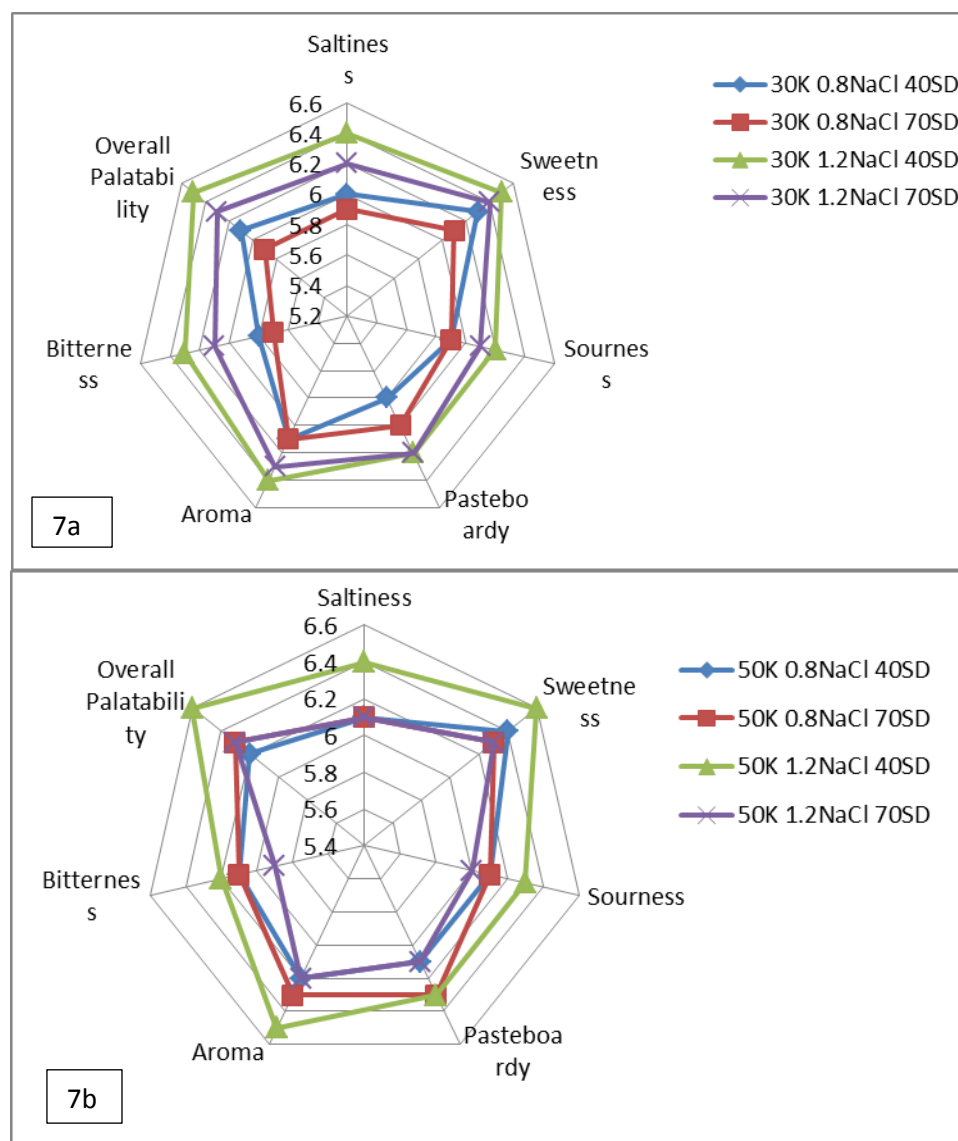 Saltines
s
6.6
6.4
6.2
6
5.8
5.6
5.4
5.2
Overall
Palatabi
lity
Sweetn
ess
Bitterne
ss
Sournes
s
Aroma
Pastebo
ardy
30K 0.8NaCl 40SD
30K 0.8NaCl 70SD
30K 1.2NaCl 40SD
30K 1.2NaCl 70SD
7a
Saltiness
6.6
6.4
6.2
6
5.8
5.6
5.4
Overall
Palatabili
ty
Sweetne
ss
Bitternes
s
Sourness
Aroma
Pasteboa
rdy
50K 0.8NaCl 40SD
50K 0.8NaCl 70SD
50K 1.2NaCl 40SD
50K 1.2NaCl 70SD
7b